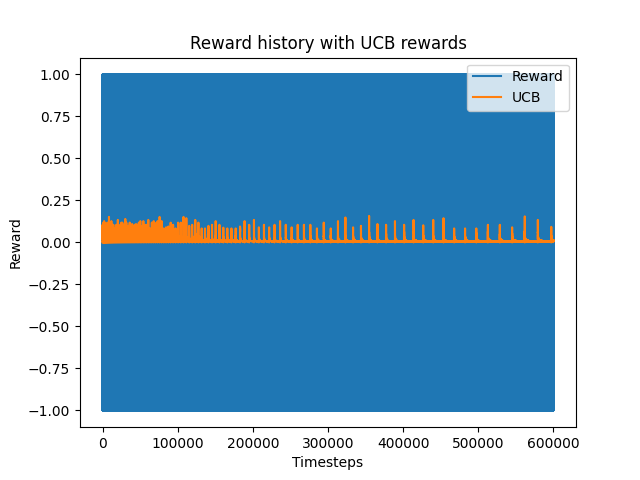 Reward history with UCB rewards
Reward
UCB
1.00
0.75
0.50
0.25
0.00
−0.25
−0.50
−0.75
−1.00
Reward
0 100000 200000 300000 400000 500000 600000
Timesteps